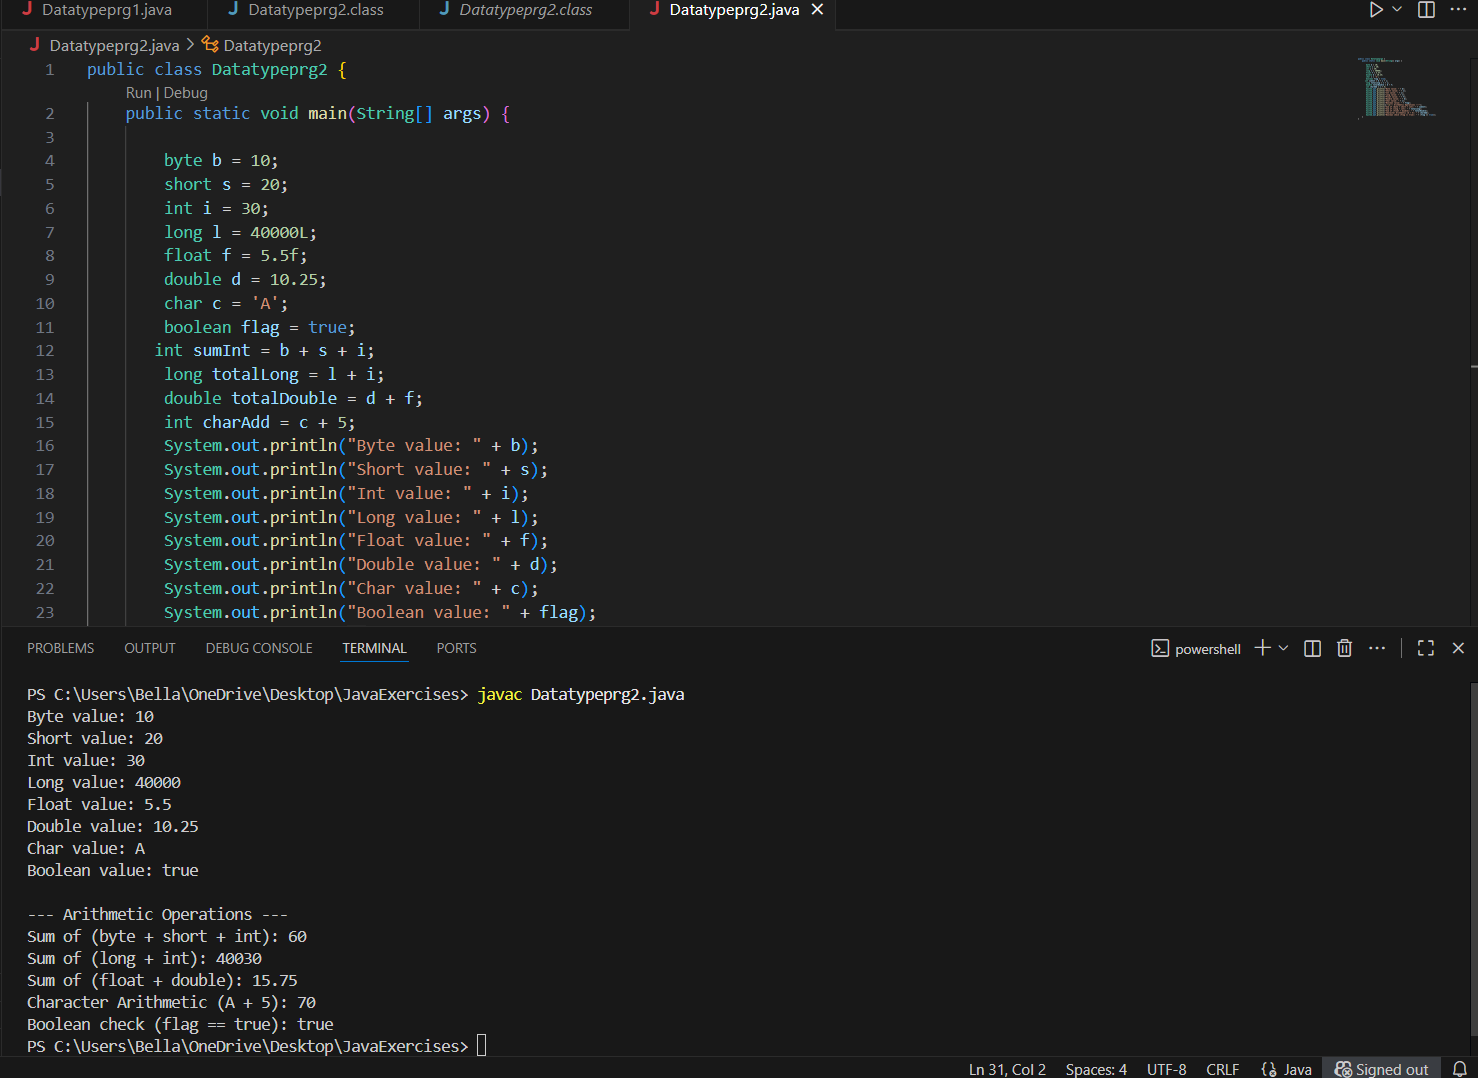 J Datatypeprg1.java J Datatypeprg2.class J Datatypeprg2.class J Datatypeprg2.java ×
J Datatypeprg2.java > Datatypeprg2
1 public class Datatypeprg2 {
Run | Debug
2 public static void main(String[] args) {
3
4 byte b = 10;
5 short s = 20;
6 int i = 30;
7 long l = 40000L;
8 float f = 5.5f;
9 double d = 10.25;
10 char c = 'A';
11 boolean flag = true;
12 int sumInt = b + s + i;
13 long totalLong = l + i;
14 double totalDouble = d + f;
15 int charAdd = c + 5;
16 System.out.println("Byte value: " + b);
17 System.out.println("Short value: " + s);
18 System.out.println("Int value: " + i);
19 System.out.println("Long value: " + l);
20 System.out.println("Float value: " + f);
21 System.out.println("Double value: " + d);
22 System.out.println("Char value: " + c);
23 System.out.println("Boolean value: " + flag);
PROBLEMS OUTPUT DEBUG CONSOLE TERMINAL PORTS powershell
PS C:\Users\Bella\OneDrive\Desktop\JavaExercises> javac Datatypeprg2.java
Byte value: 10
Short value: 20
Int value: 30
Long value: 40000
Float value: 5.5
Double value: 10.25
Char value: A
Boolean value: true
--- Arithmetic Operations ---
Sum of (byte + short + int): 60
Sum of (long + int): 40030
Sum of (float + double): 15.75
Character Arithmetic (A + 5): 70
Boolean check (flag == true): true
PS C:\Users\Bella\OneDrive\Desktop\JavaExercises>
Ln 31, Col 2 Spaces: 4 UTF-8 CRLF Java Signed out